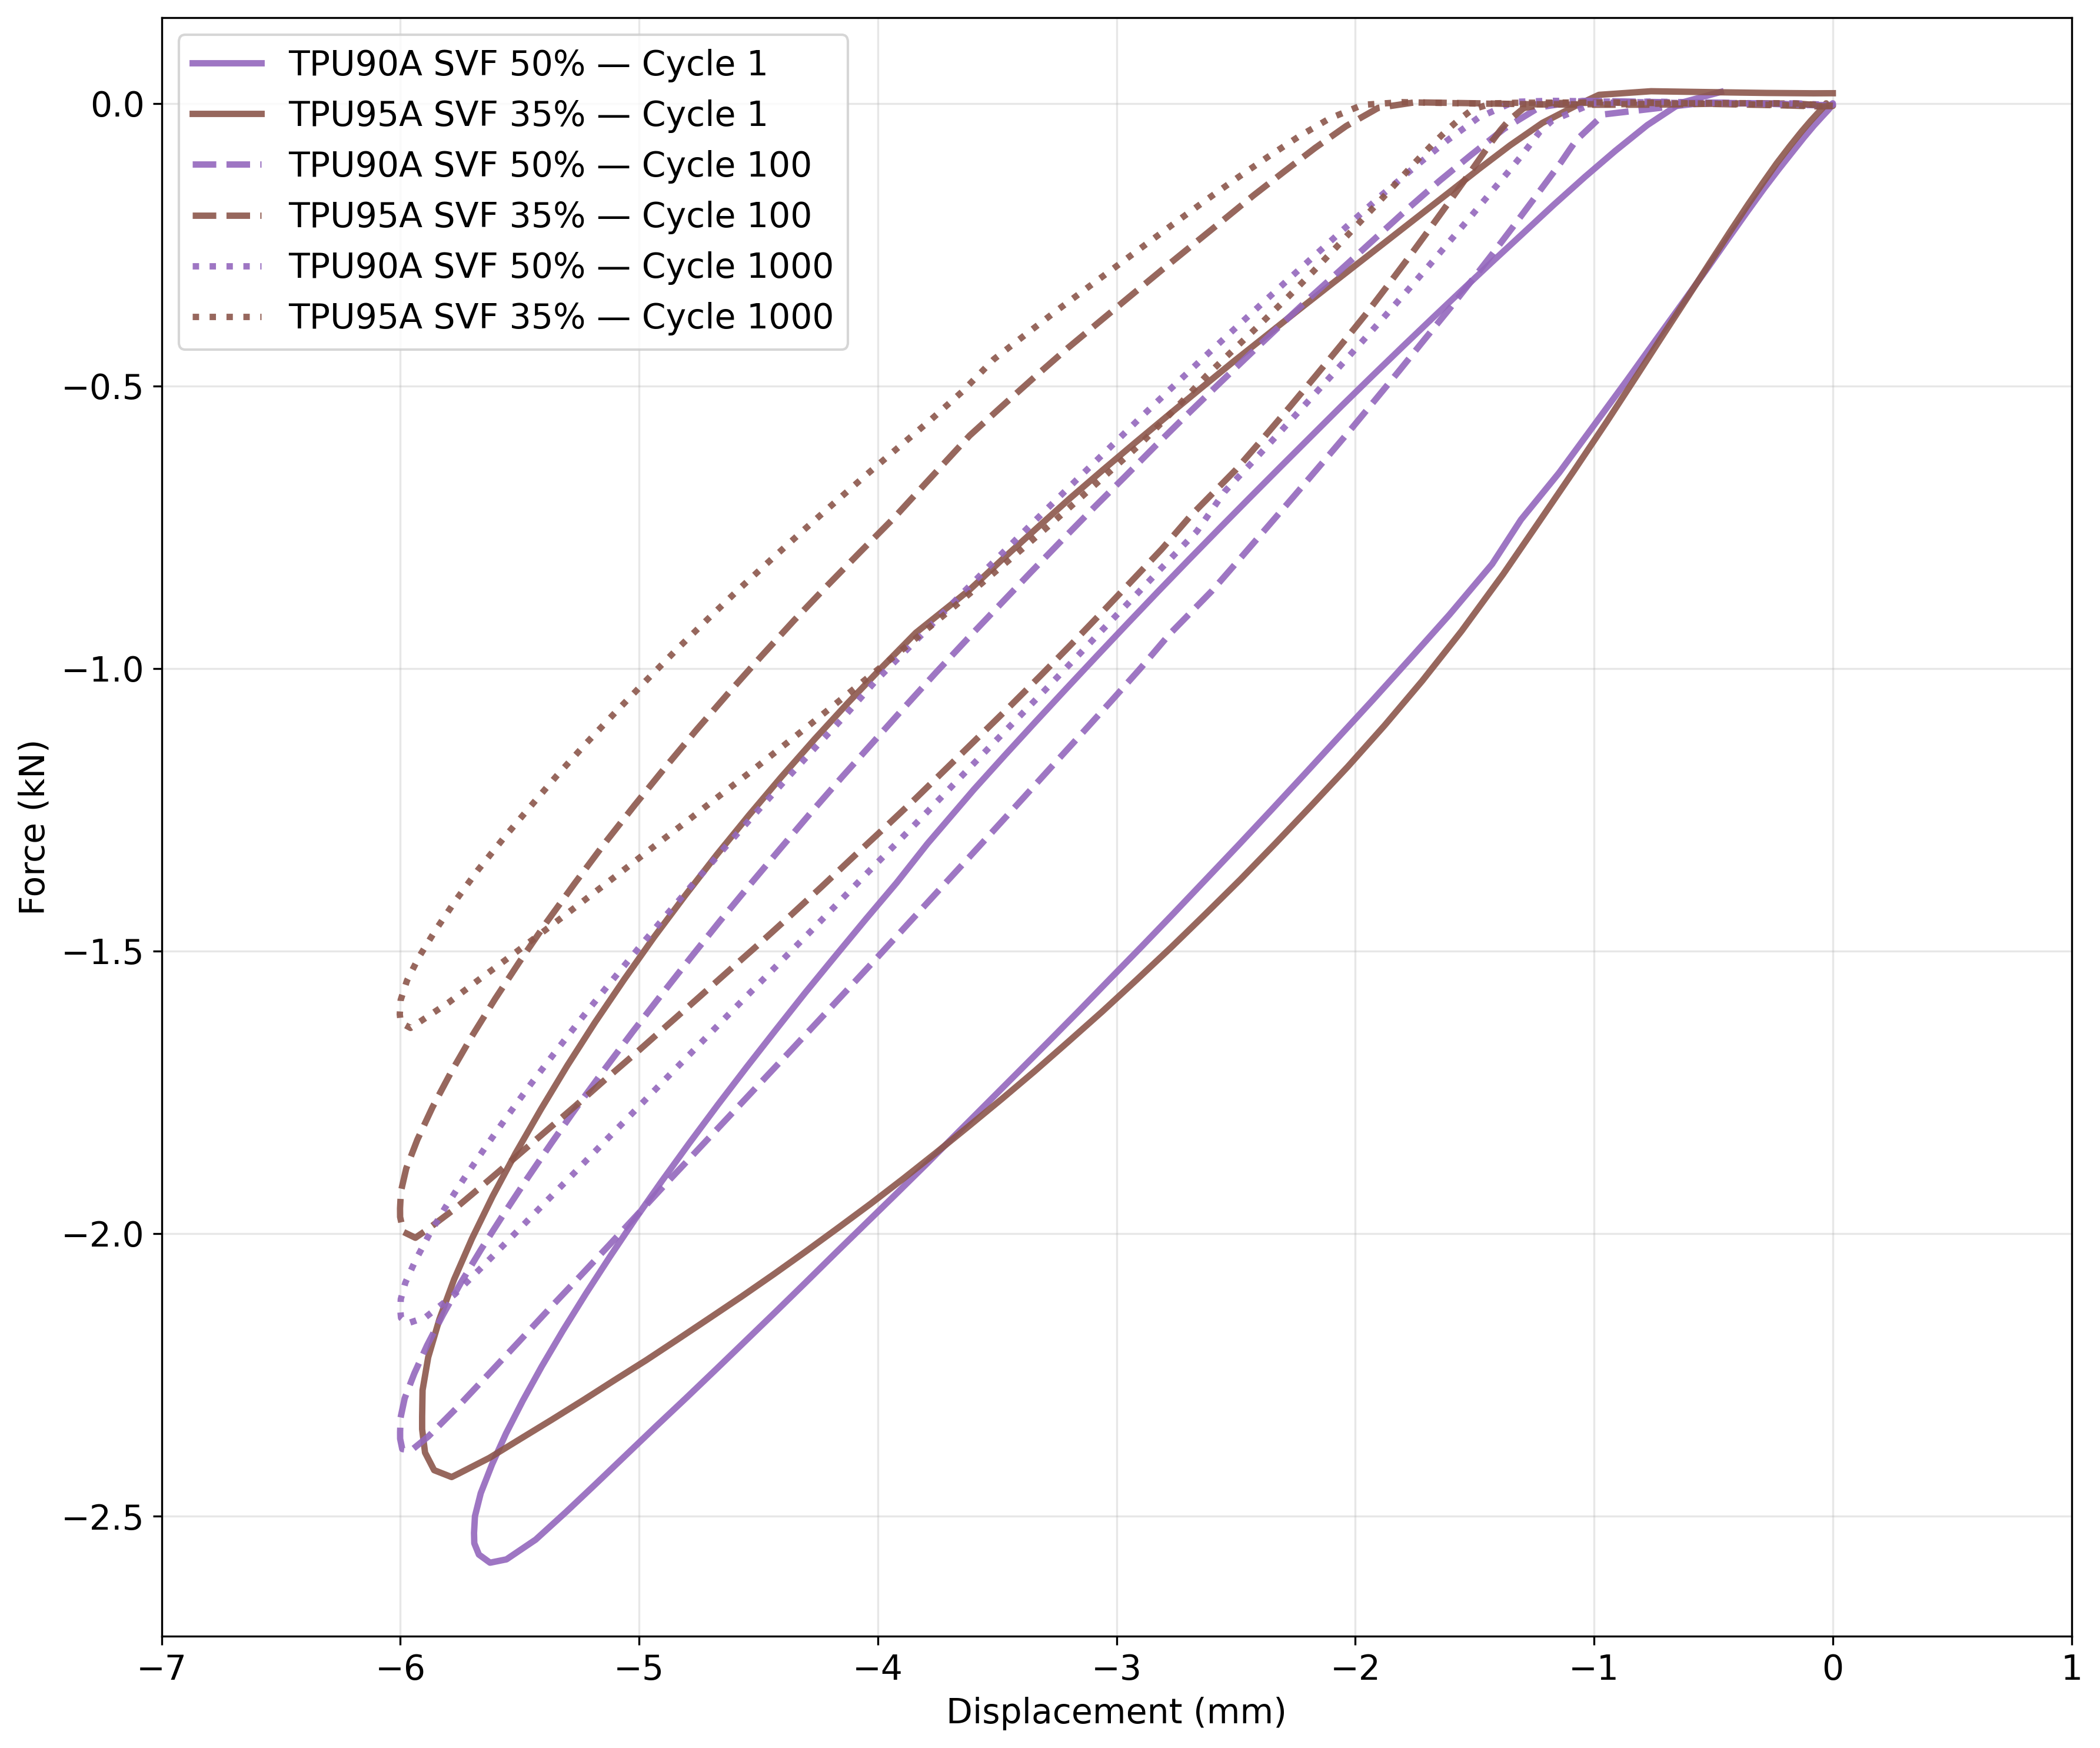 TPU90A SVF 50% — Cycle 1
TPU95A SVF 35% — Cycle 1
TPU90A SVF 50% — Cycle 100
TPU95A SVF 35% — Cycle 100
TPU90A SVF 50% — Cycle 1000
TPU95A SVF 35% — Cycle 1000
0.0
−0.5
−1.0
−1.5
−2.0
−2.5
Force (kN)
−7 −6 −5 −4 −3 −2 −1 0 1
Displacement (mm)